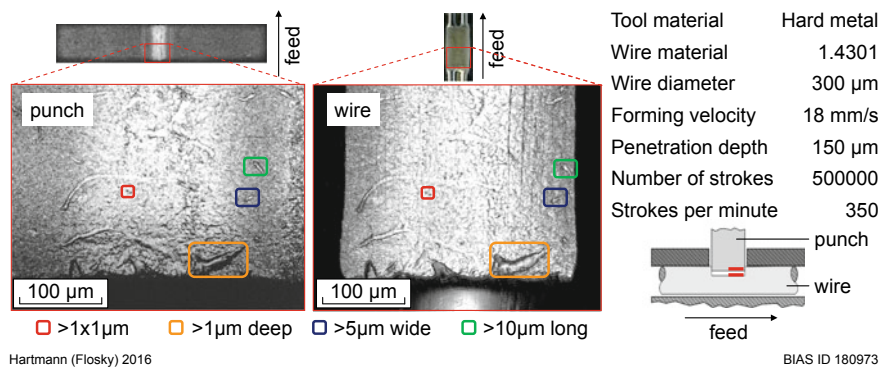 feed
feed
punch
wire
100 µm
100 µm
>1x1µm >1µm deep >5µm wide >10µm long
Tool material Hard metal
Wire material 1.4301
Wire diameter 300 µm
Forming velocity 18 mm/s
Penetration depth 150 µm
Number of strokes 500000
Strokes per minute 350
punch
wire
feed
Hartmann (Flosky) 2016
BIAS ID 180973